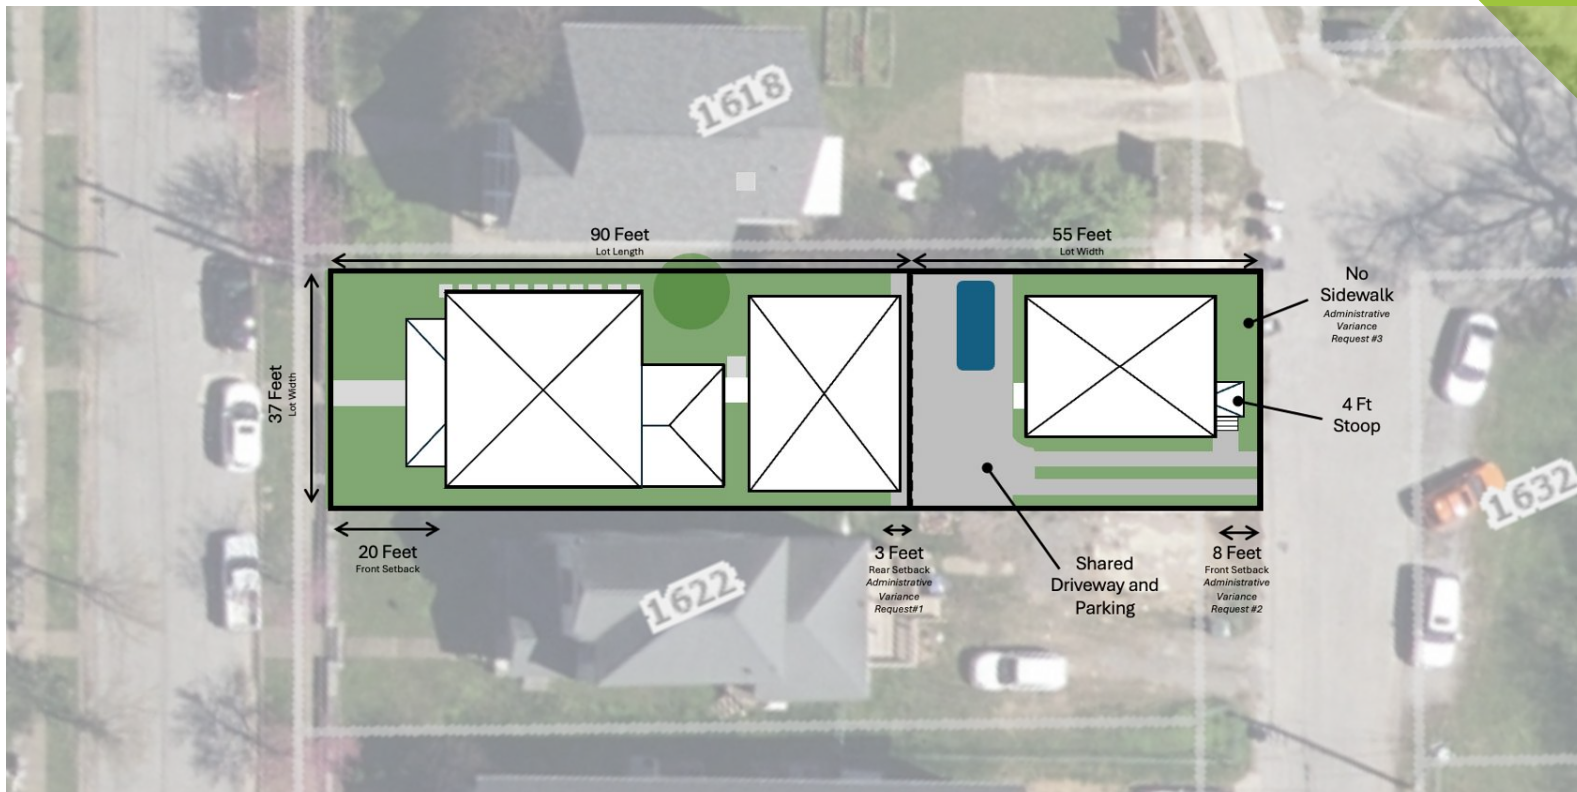 1618
90 Feet
Lot Length
55 Feet
Lot Width
No
Sidewalk
Administrative
Variance
Request #3
37 Feet
Lot Width
4 Ft
Stoop
1632
20 Feet
Front Setback
3 Feet
Rear Setback
Administrative
Variance
Request#1
Shared
Driveway and
Parking
8 Feet
Front Setback
Administrative
Variance
Request #2
1622